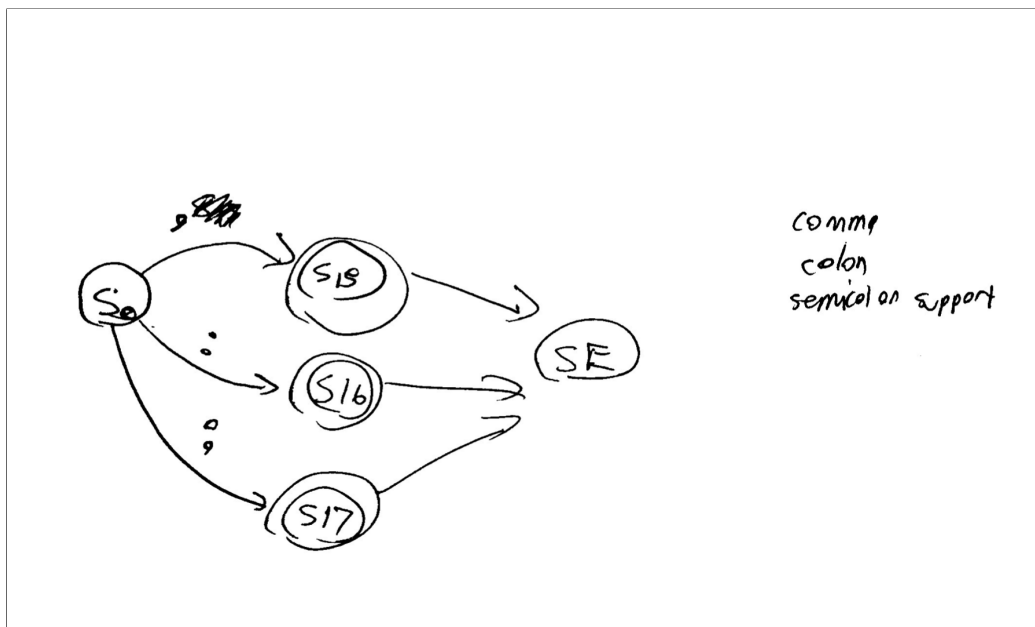 ,
S0
S15
:
S16
SE
;
S17
comma
colon
semicolon support